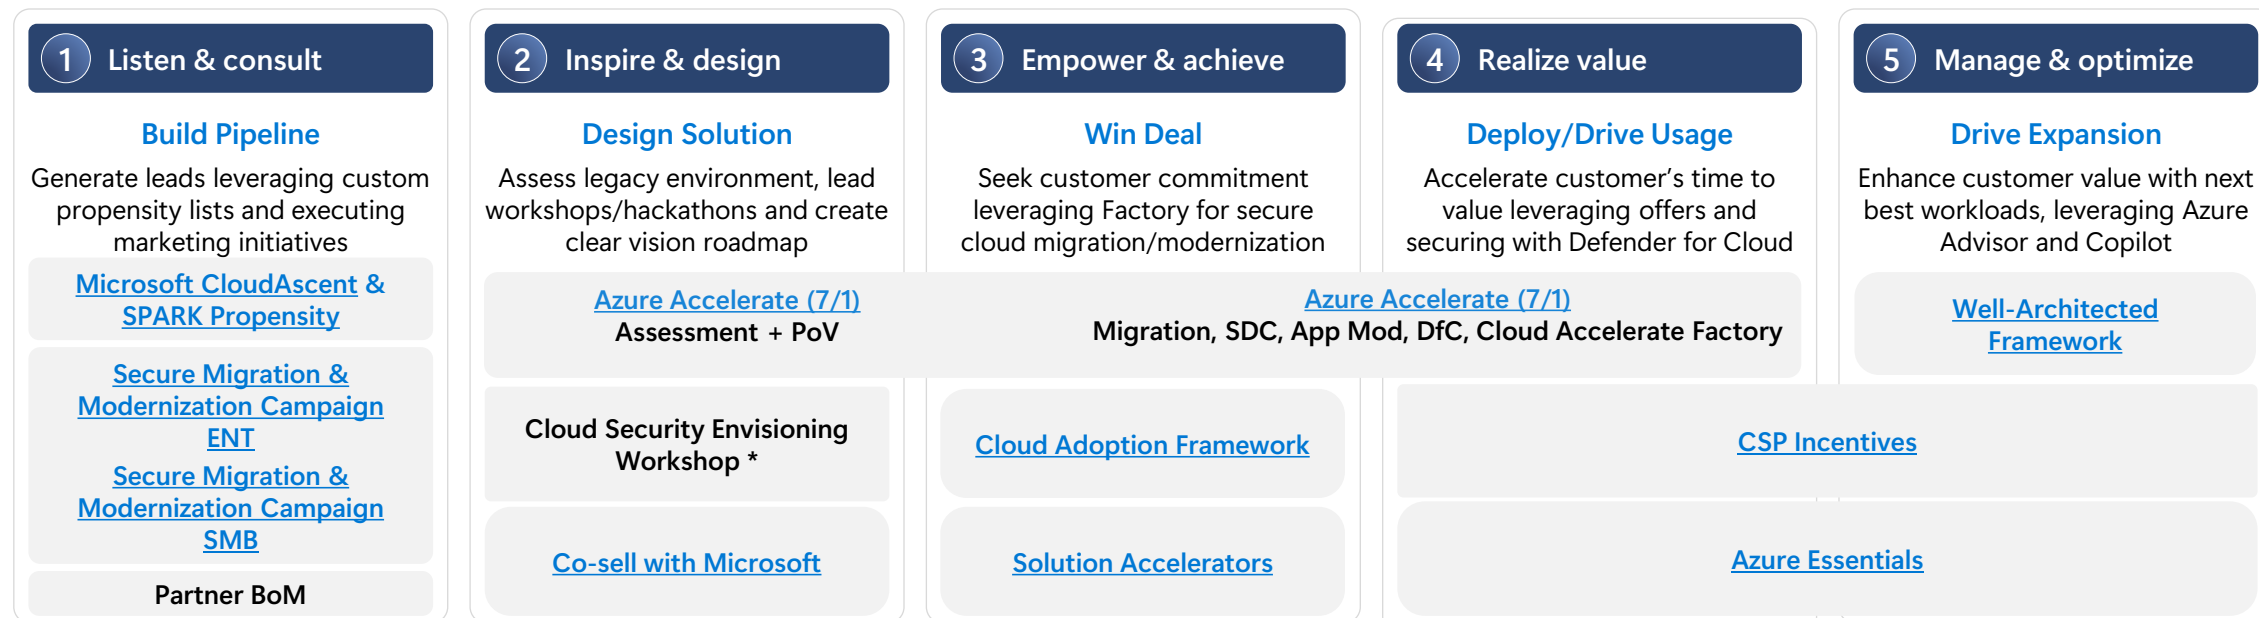 1 Listen & consult
Build Pipeline
Generate leads leveraging custom
propensity lists and executing
marketing initiatives
Microsoft CloudAscent &
SPARK Propensity
Secure Migration &
Modernization Campaign
ENT
Secure Migration &
Modernization Campaign
SMB
Partner BoM
2 Inspire & design
Design Solution
Assess legacy environment, lead
workshops/hackathons and create
clear vision roadmap
Azure Accelerate (7/1)
Assessment + PoV
Cloud Security Envisioning
Workshop *
Co-sell with Microsoft
3 Empower & achieve
Win Deal
Seek customer commitment
leveraging Factory for secure
cloud migration/modernization
Azure Accelerate (7/1)
Migration, SDC, App Mod, DfC, Cloud Accelerate Factory
Cloud Adoption Framework
Solution Accelerators
4 Realize value
Deploy/Drive Usage
Accelerate customer’s time to
value leveraging offers and
securing with Defender for Cloud
5 Manage & optimize
Drive Expansion
Enhance customer value with next
best workloads, leveraging Azure
Advisor and Copilot
Well-Architected
Framework
CSP Incentives
Azure Essentials